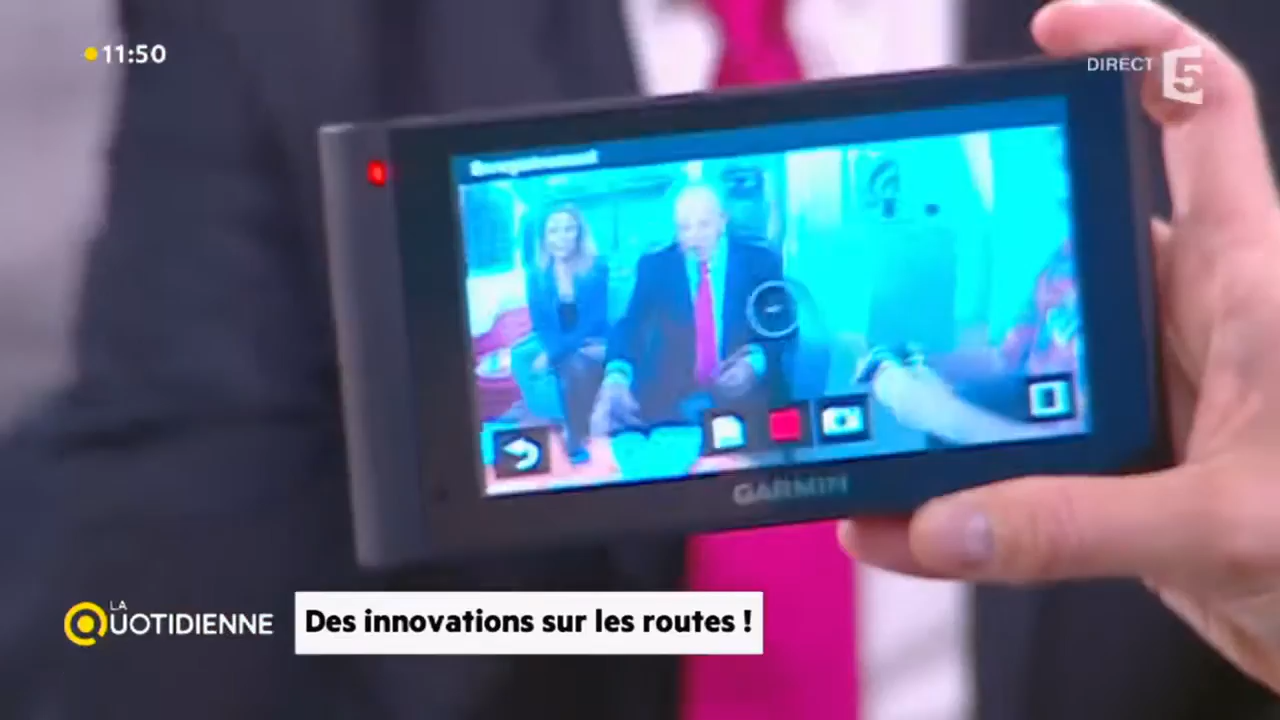 11:50
DIRECT 5
GARMIN
LA
QUOTIDIENNE
Des innovations sur les routes !